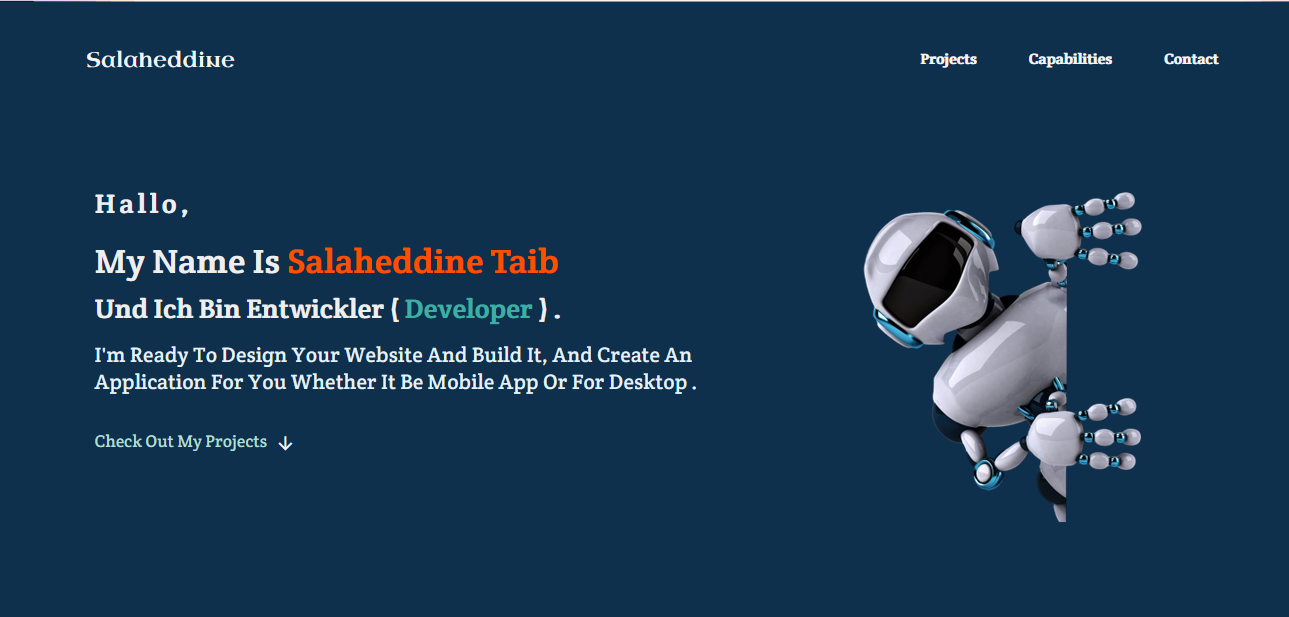 Salaheddine
Projects
Capabilities
Contact
Hallo,
My Name Is Salaheddine Taib
Und Ich Bin Entwickler ( Developer ) .
I'm Ready To Design Your Website And Build It, And Create An
Application For You Whether It Be Mobile App Or For Desktop .
Check Out My Projects